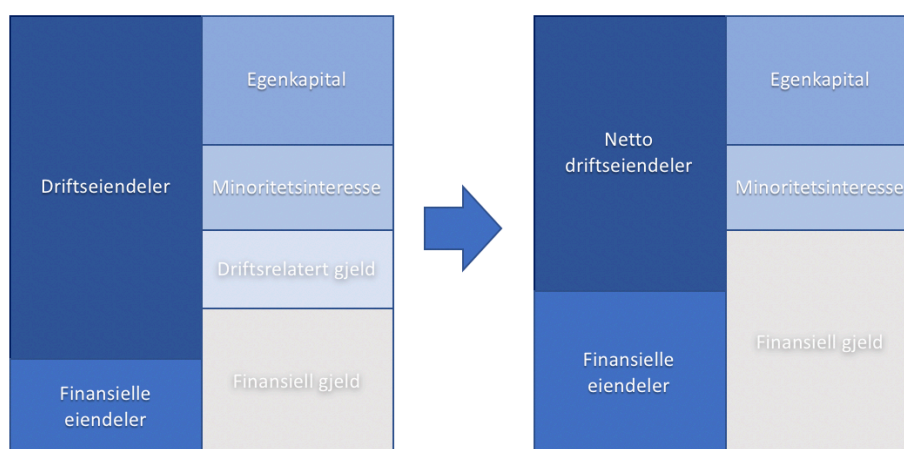 Driftseiendeler
Finansielle
eiendeler
Egenkapital
Minoritetsinteresse
Driftsrelatert gjeld
Finansiell gjeld
Netto
driftseiendeler
Finansielle
eiendeler
Egenkapital
Minoritetsinteresse
Finansiell gjeld